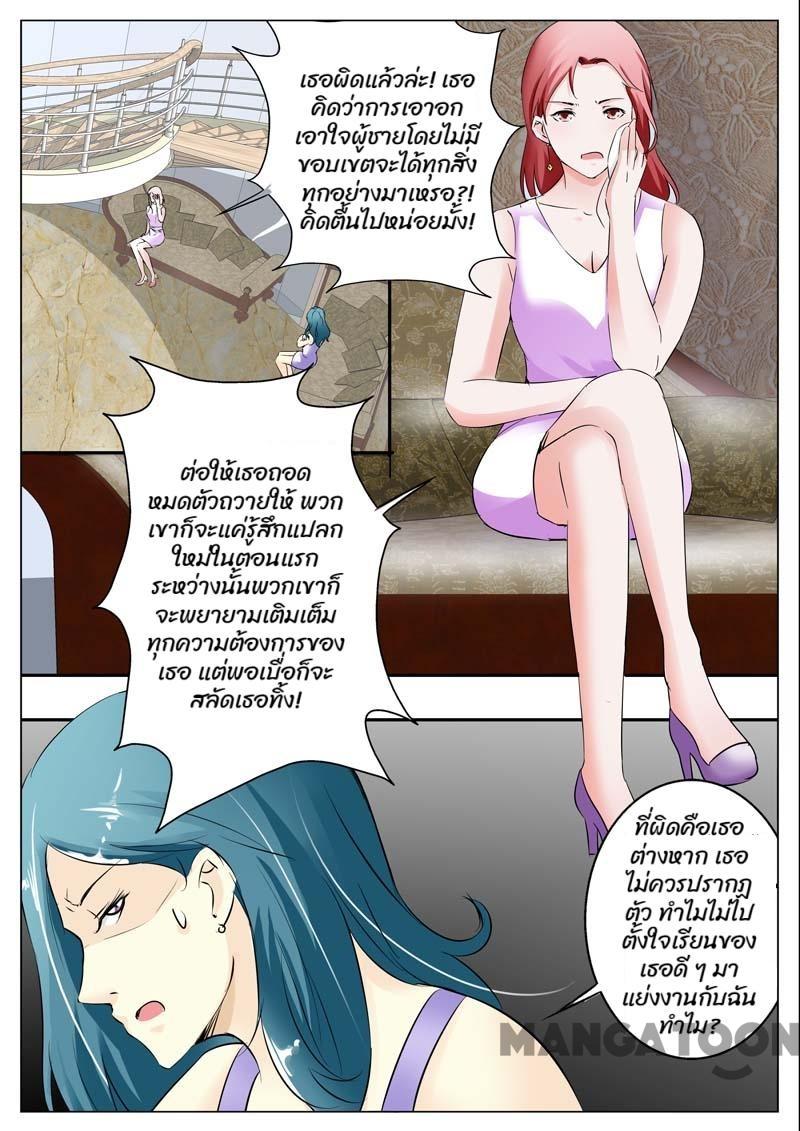 เธอผิดแล้วล่ะ! เธอ
คิดว่าการเอาอก
เอาใจผู้ชายโดยไม่มี
ขอบเขตจะได้ทุกสิ่ง
ทุกอย่างมาเหรอ?!
คิดตื้นไปหน่อยมั้ง!
ต่อให้เธอถอด
หมดตัวถวายให้ พวก
เขาก็จะแค่รู้สึกแปลก
ใหม่ในตอนแรก
ระหว่างนั้นพวกเขาก็
จะพยายามเติมเต็ม
ทุกความต้องการของ
เธอ แต่พอเบื่อก็จะ
สลัดเธอทิ้ง!
ที่ผิดคือเธอ
ต่างหาก เธอ
ไม่ควรปรากฏ
ตัว ทำไมไม่ไป
ตั้งใจเรียนของ
เธอดี ๆ มา
แย่งงานกับฉัน
ทำไม?
MANGATOON